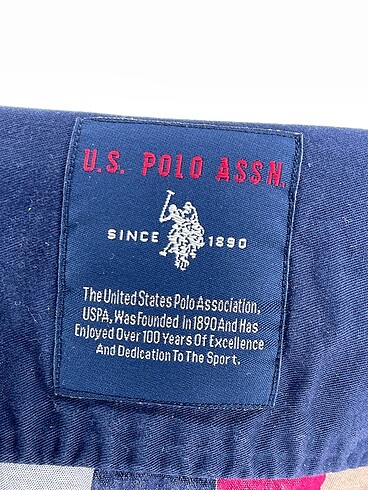 U.S. POLO ASSN.
SINCE 1890
The United States Polo Association,
USPA, Was Founded In 1890 And Has
Enjoyed Over 100 Years Of Excellence
And Dedication To The Sport.